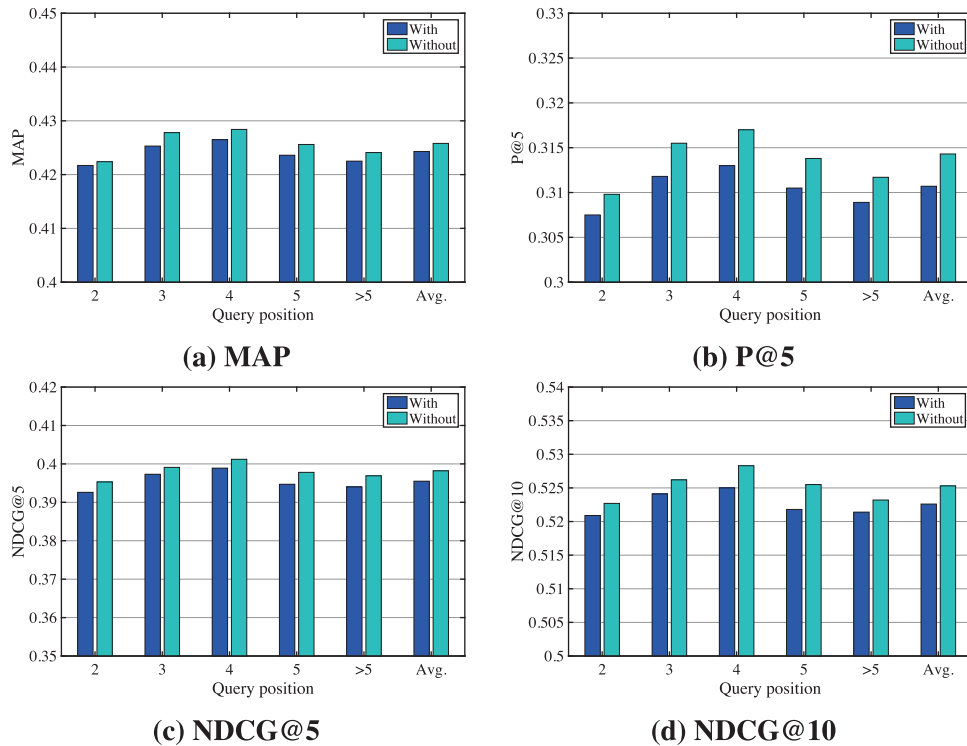 0.45
With
Without
0.44
0.43
0.42
0.41
0.4
MAP
2 3 4 5 >5 Avg.
Query position
(a) MAP
0.33
With
Without
0.325
0.32
0.315
0.31
0.305
0.3
P@5
2 3 4 5 >5 Avg.
Query position
(b) P@5
0.42
With
Without
0.41
0.4
0.39
0.38
0.37
0.36
0.35
NDCG@5
2 3 4 5 >5 Avg.
Query position
(c) NDCG@5
0.54
With
Without
0.535
0.53
0.525
0.52
0.515
0.51
0.505
0.5
NDCG@10
2 3 4 5 >5 Avg.
Query position
(d) NDCG@10